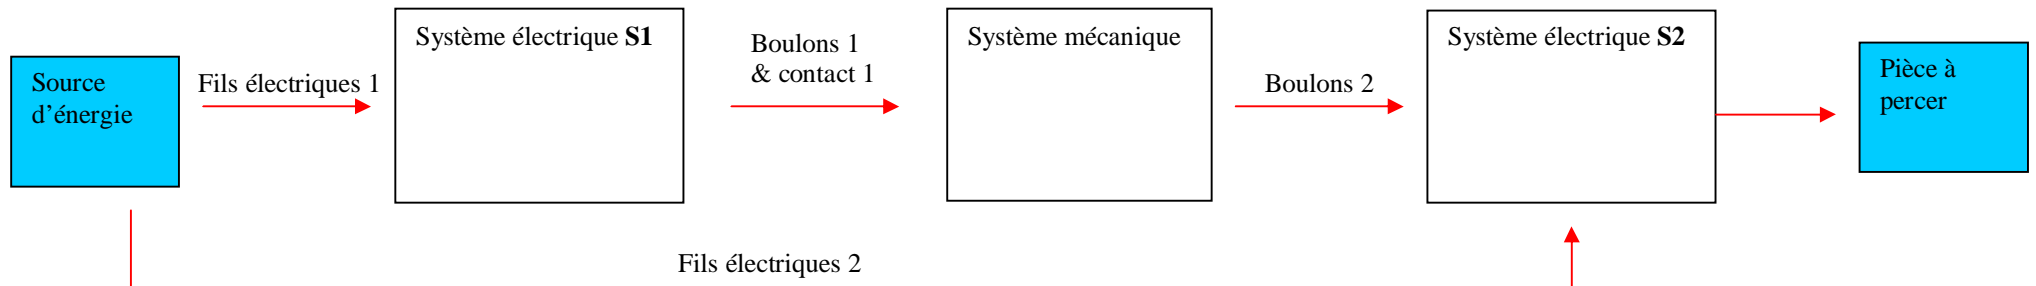 Source
d’énergie
Fils électriques 1
Système électrique S1
Boulons 1
& contact 1
Système mécanique
Boulons 2
Système électrique S2
Pièce à
percer
Fils électriques 2